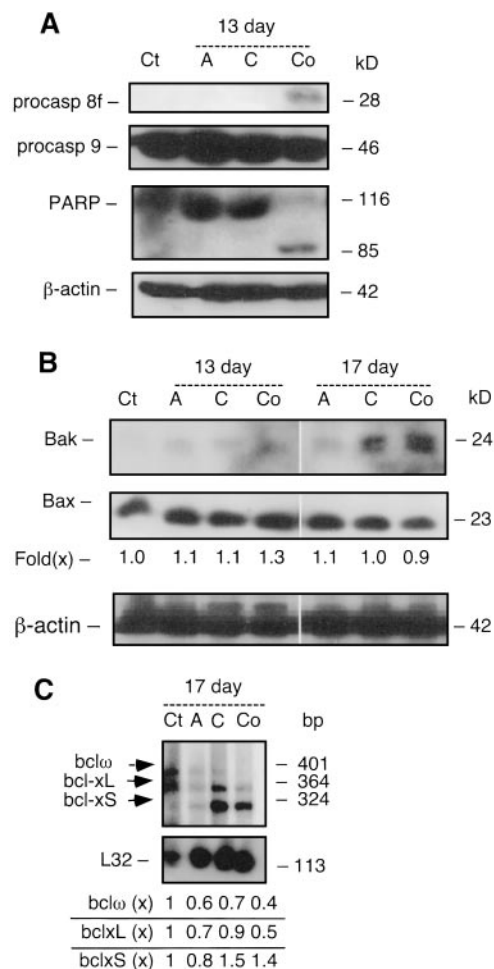 A
13 day
Ct A C Co kD
procasp 8f – – 28
procasp 9 – – 46
PARP – – 116
– 85
β-actin – – 42
B
13 day 17 day
Ct A C Co A C Co kD
Bak – – 24
Bax – – 23
Fold(x) – 1.0 1.1 1.1 1.3 1.1 1.0 0.9
β-actin – – 42
C
17 day
Ct A C Co bp
bclω – 401
bcl-xL – 364
bcl-xS – 324
L32 – – 113
bclω (x) 1 0.6 0.7 0.4
bclxL (x) 1 0.7 0.9 0.5
bclxS (x) 1 0.8 1.5 1.4